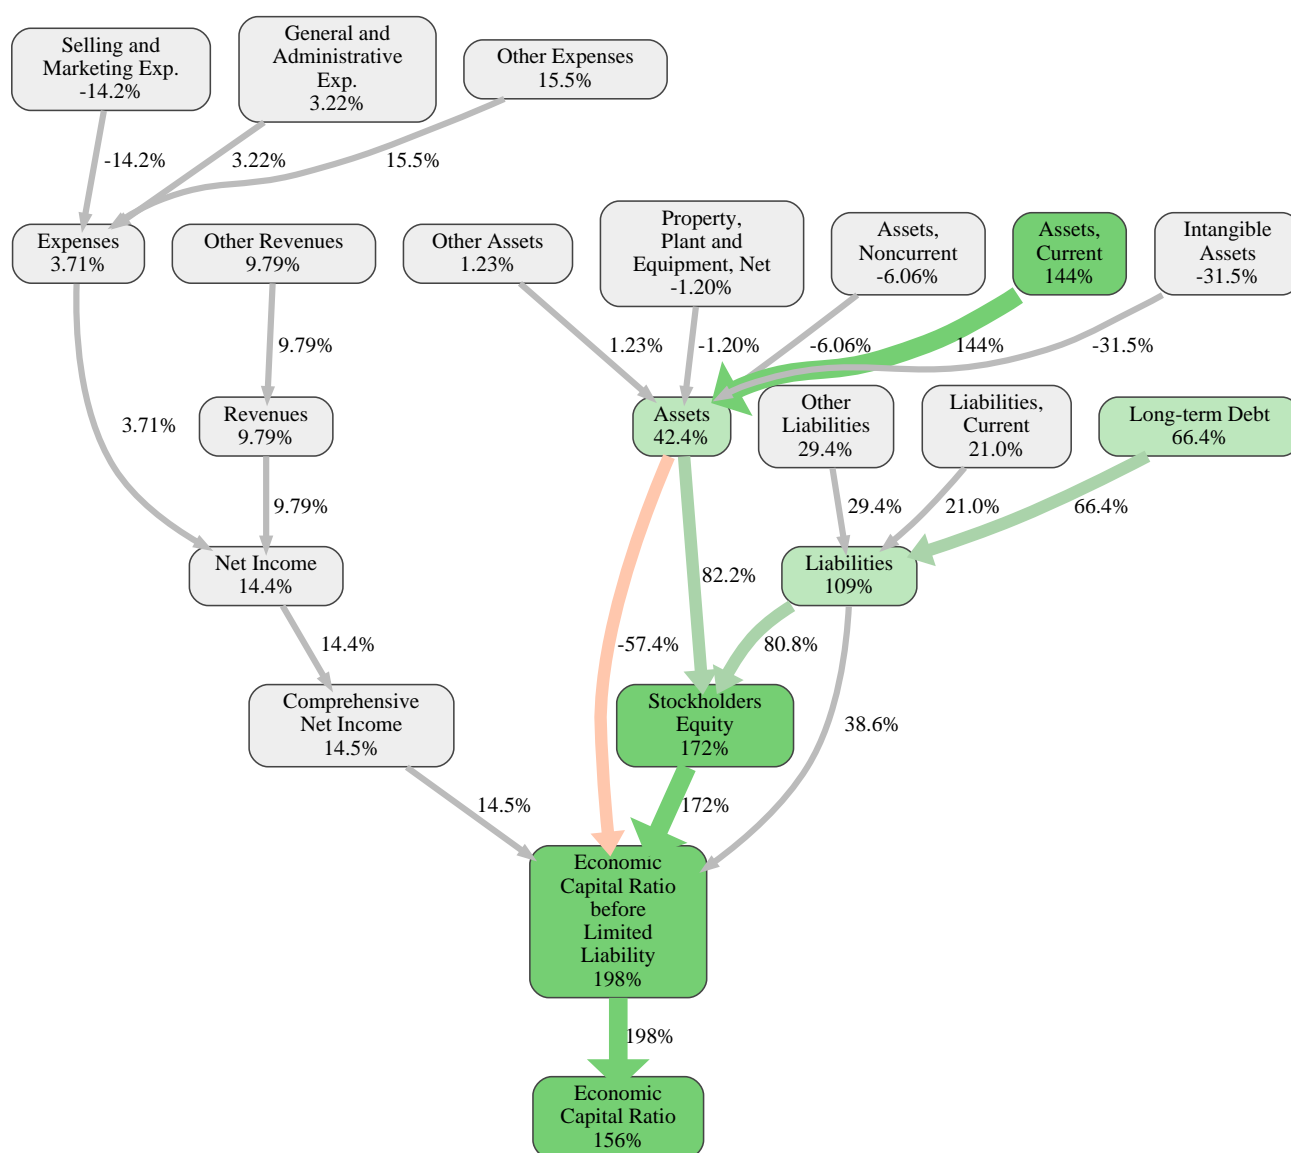 Selling and
Marketing Exp.
-14.2%
General and
Administrative
Exp.
3.22%
Other Expenses
15.5%
-14.2%
3.22%
15.5%
Expenses
3.71%
Other Revenues
9.79%
Other Assets
1.23%
Property,
Plant and
Equipment, Net
-1.20%
Assets,
Noncurrent
-6.06%
Assets,
Current
144%
Intangible
Assets
-31.5%
9.79%
1.23%
-1.20%
-6.06%
144%
-31.5%
3.71%
Revenues
9.79%
Assets
42.4%
Other
Liabilities
29.4%
Liabilities,
Current
21.0%
Long-term Debt
66.4%
9.79%
29.4%
21.0%
66.4%
Net Income
14.4%
82.2%
Liabilities
109%
14.4%
-57.4%
80.8%
Comprehensive
Net Income
14.5%
Stockholders
Equity
172%
38.6%
14.5%
172%
Economic
Capital Ratio
before
Limited
Liability
198%
198%
Economic
Capital Ratio
156%